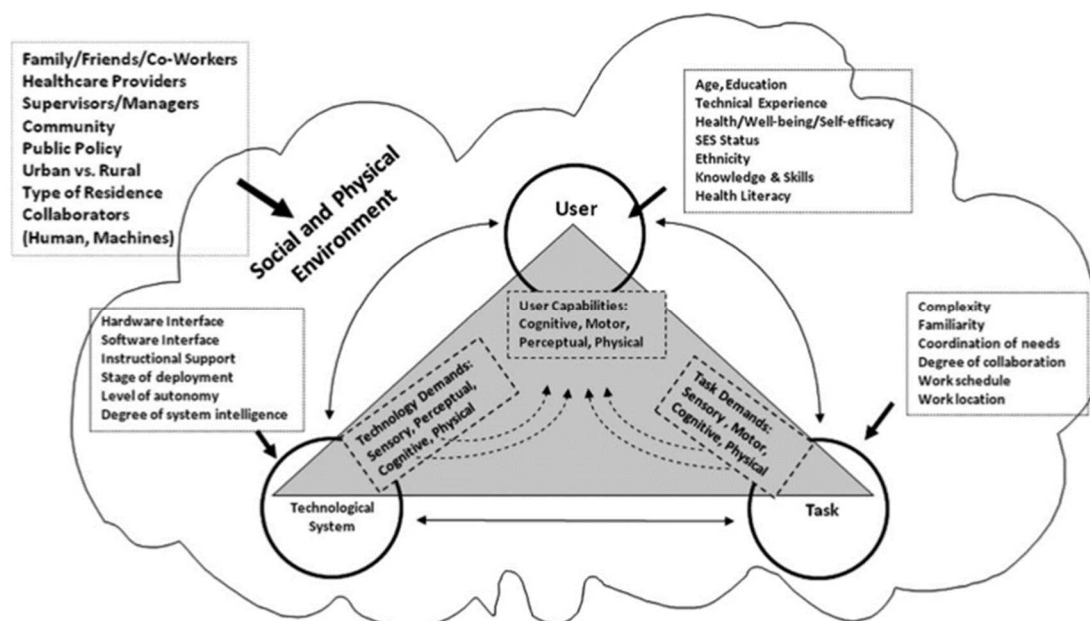 Family/Friends/Co-Workers
Healthcare Providers
Supervisors/Managers
Community
Public Policy
Urban vs. Rural
Type of Residence
Collaborators
(Human, Machines)
Social and Physical
Environment
Age, Education
Technical Experience
Health/Well-being/Self-efficacy
SES Status
Ethnicity
Knowledge & Skills
Health Literacy
User
User Capabilities:
Cognitive, Motor,
Perceptual, Physical
Hardware Interface
Software Interface
Instructional Support
Stage of deployment
Level of autonomy
Degree of system intelligence
Technology Demands:
Sensory, Perceptual,
Cognitive, Physical
Task Demands:
Sensory , Motor,
Cognitive, Physical
Complexity
Familiarity
Coordination of needs
Degree of collaboration
Work schedule
Work location
Technological
System
Task